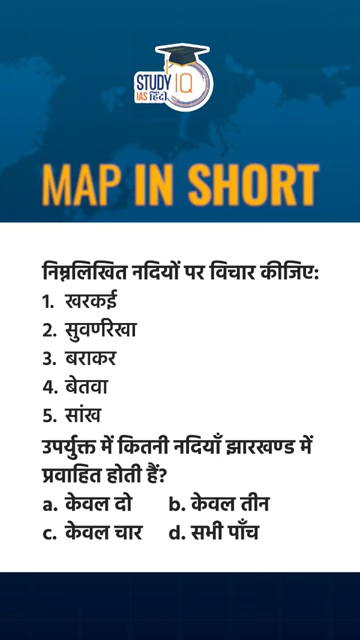 STUDY IQ
IAS हिंदी
MAP IN SHORT
निम्नलिखित नदियों पर विचार कीजिए:
1. खरकई
2. सुवर्णरेखा
3. बराकर
4. बेतवा
5. सांख
उपर्युक्त में कितनी नदियाँ झारखण्ड में
प्रवाहित होती हैं?
a. केवल दो b. केवल तीन
c. केवल चार d. सभी पाँच